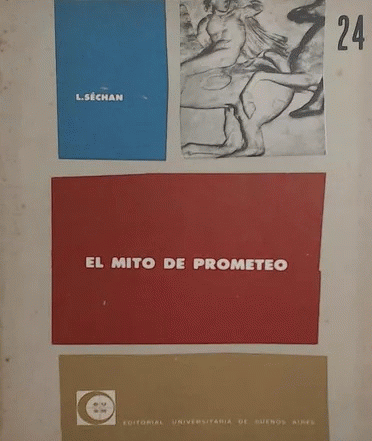 24
L. SÉCHAN
EL MITO DE PROMETEO
EDITORIAL UNIVERSITARIA DE BUENOS AIRES